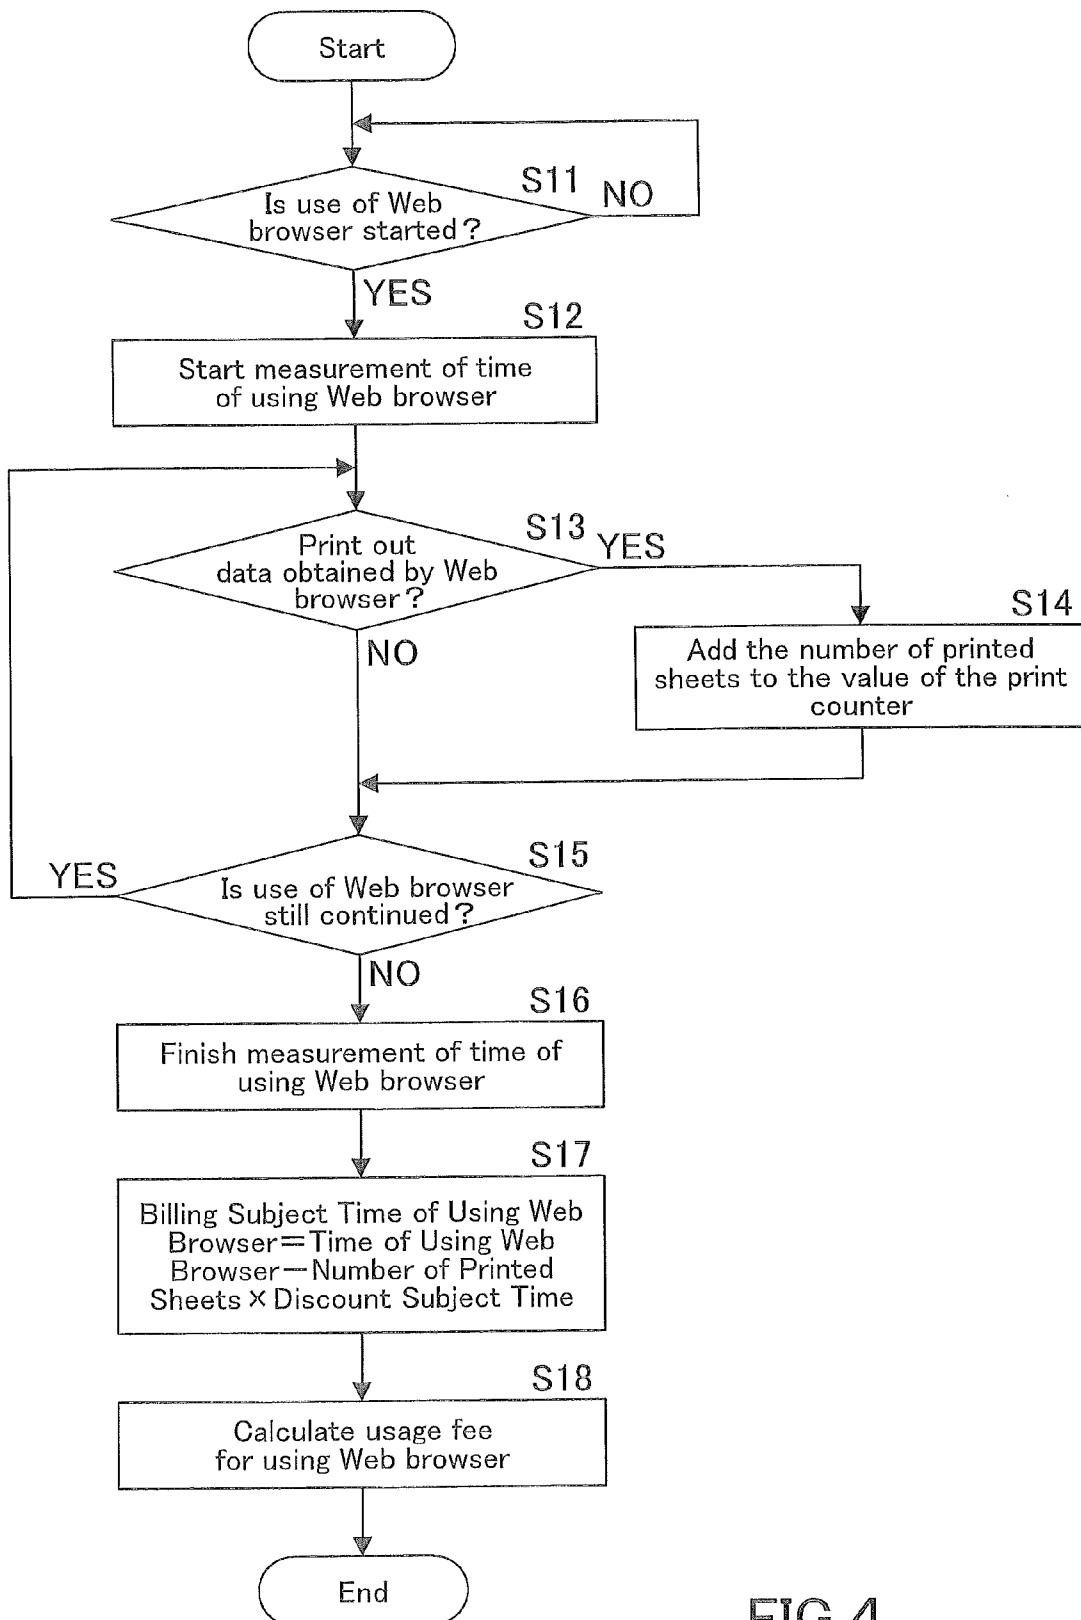 Start
S11
NO
Is use of Web
browser started?
YES
S12
Start measurement of time
of using Web browser
S13
YES
Print out
data obtained by Web
browser?
NO
S14
Add the number of printed
sheets to the value of the print
counter
S15
YES
Is use of Web browser
still continued?
NO
S16
Finish measurement of time of
using Web browser
S17
Billing Subject Time of Using Web
Browser=Time of Using Web
Browser−Number of Printed
Sheets×Discount Subject Time
S18
Calculate usage fee
for using Web browser
End
FIG.4